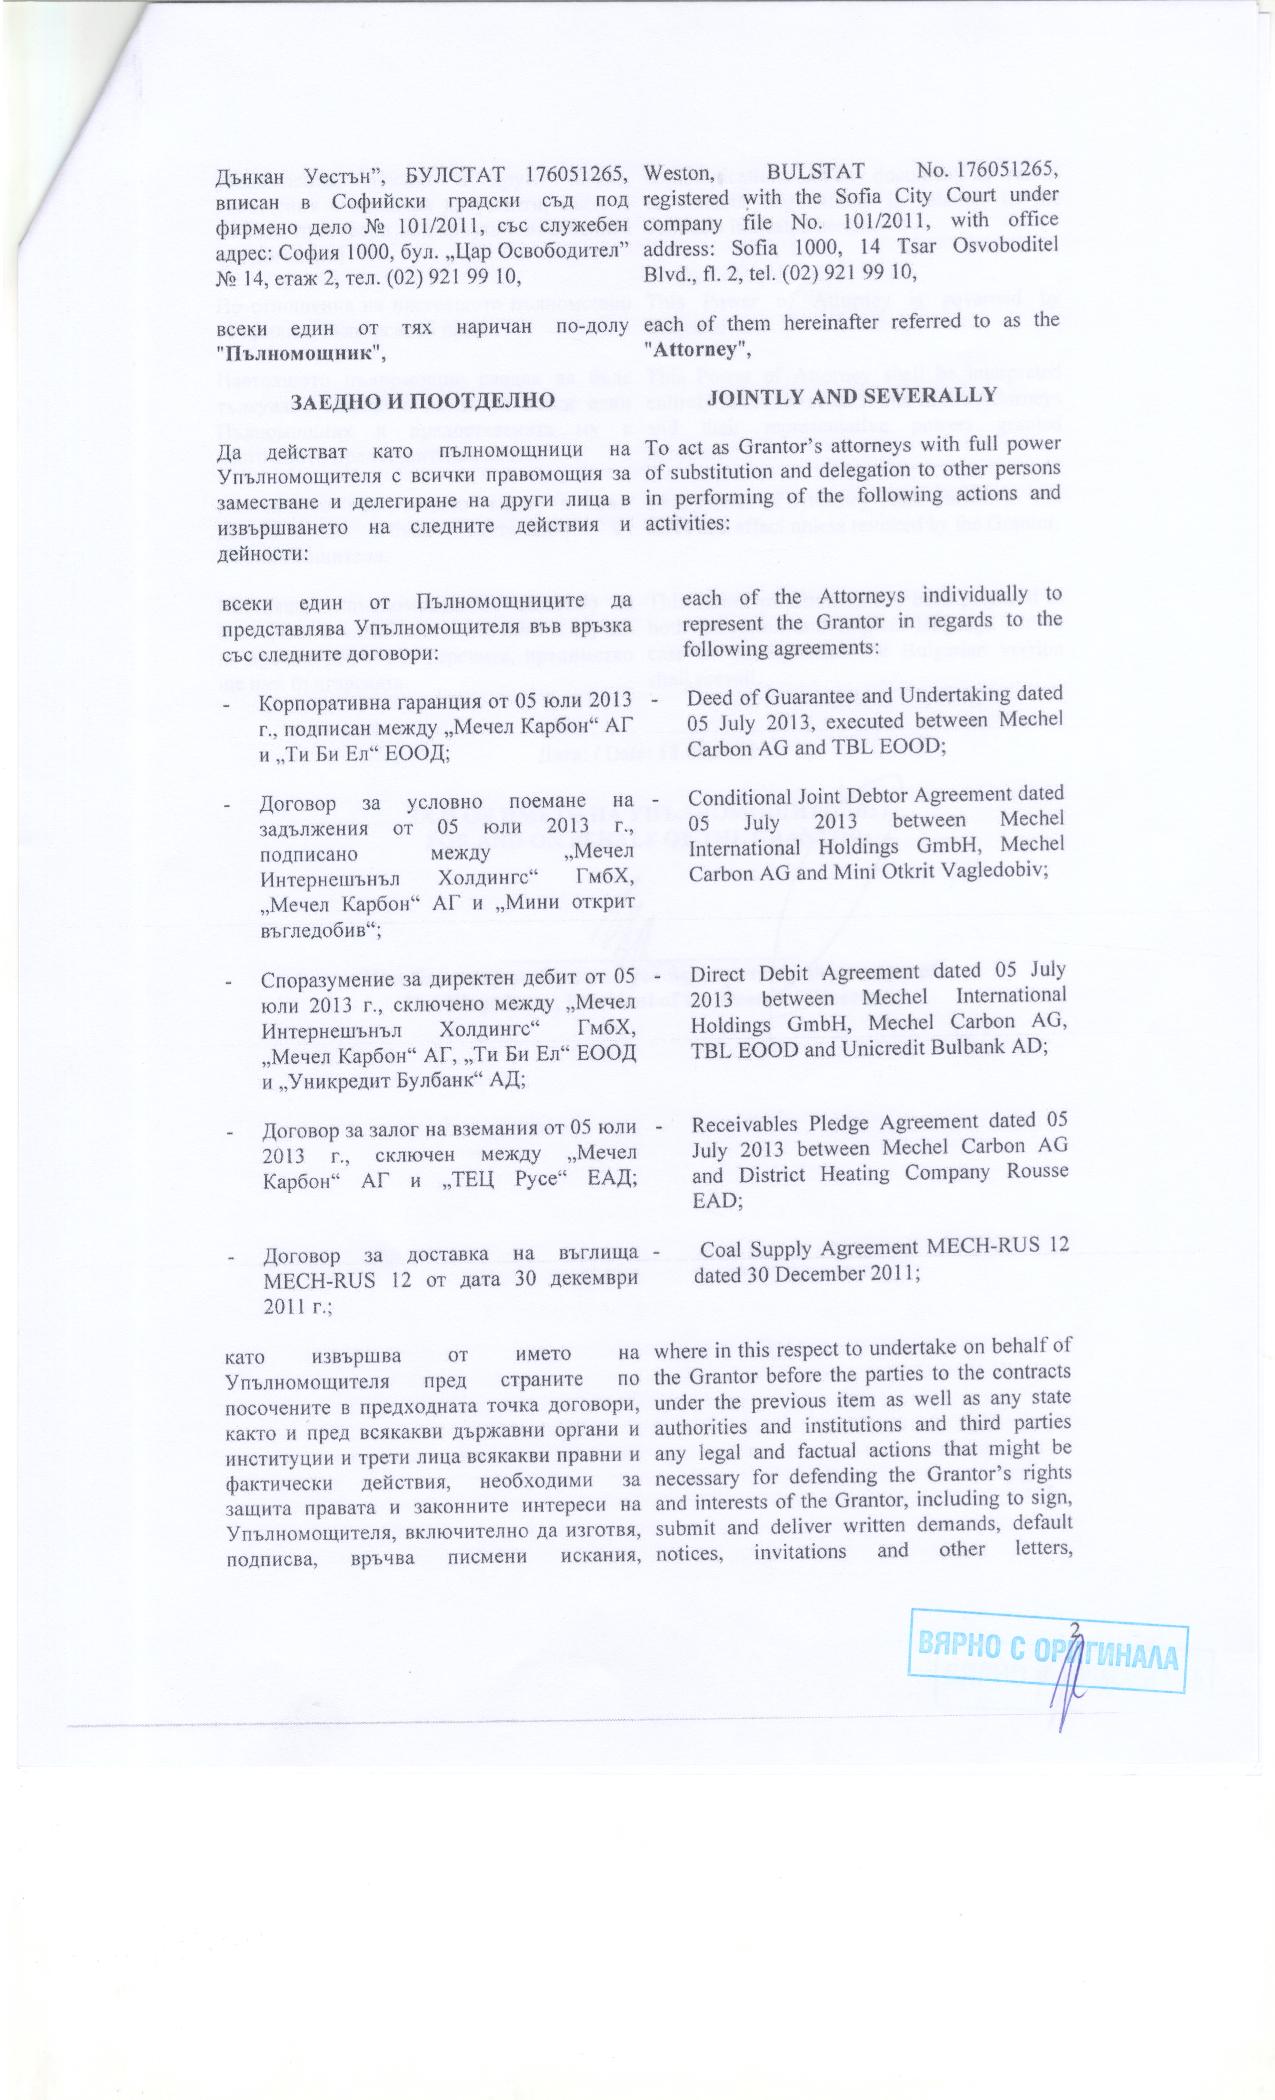 Дънкан Уестън”, БУЛСТАТ 176051265,
вписан в Софийски градски съд под
фирмено дело № 101/2011, със служебен
адрес: София 1000, бул. „Цар Освободител”
№ 14, етаж 2, тел. (02) 921 99 10,
всеки един от тях наричан по-долу
"Пълномощник",
ЗАЕДНО И ПООТДЕЛНО
Да действат като пълномощници на
Упълномощителя с всички правомощия за
заместване и делегиране на други лица в
извършването на следните действия и
дейности:
всеки един от Пълномощниците да
представлява Упълномощителя във връзка
със следните договори:
- Корпоративна гаранция от 05 юли 2013
г., подписан между „Мечел Карбон“ АГ
и „Ти Би Ел“ ЕООД;
- Договор за условно поемане на
задължения от 05 юли 2013 г.,
подписано между „Мечел
Интернешънъл Холдингс“ ГмбХ,
„Мечел Карбон“ АГ и „Мини открит
въгледобив“;
- Споразумение за директен дебит от 05
юли 2013 г., сключено между „Мечел
Интернешънъл Холдингс“ ГмбХ,
„Мечел Карбон“ АГ, „Ти Би Ел“ ЕООД
и „Уникредит Булбанк“ АД;
- Договор за залог на вземания от 05 юли
2013 г., сключен между „Мечел
Карбон“ АГ и „ТЕЦ Русе“ ЕАД;
- Договор за доставка на въглища
MECH-RUS 12 от дата 30 декември
2011 г.;
като извършва от името на
Упълномощителя пред страните по
посочените в предходната точка договори,
както и пред всякакви държавни органи и
институции и трети лица всякакви правни и
фактически действия, необходими за
защита правата и законните интереси на
Упълномощителя, включително да изготвя,
подписва, връчва писмени искания,
Weston, BULSTAT No. 176051265,
registered with the Sofia City Court under
company file No. 101/2011, with office
address: Sofia 1000, 14 Tsar Osvoboditel
Blvd., fl. 2, tel. (02) 921 99 10,
each of them hereinafter referred to as the
"Attorney",
JOINTLY AND SEVERALLY
To act as Grantor’s attorneys with full power
of substitution and delegation to other persons
in performing of the following actions and
activities:
each of the Attorneys individually to
represent the Grantor in regards to the
following agreements:
- Deed of Guarantee and Undertaking dated
05 July 2013, executed between Mechel
Carbon AG and TBL EOOD;
- Conditional Joint Debtor Agreement dated
05 July 2013 between Mechel
International Holdings GmbH, Mechel
Carbon AG and Mini Otkrit Vagledobiv;
- Direct Debit Agreement dated 05 July
2013 between Mechel International
Holdings GmbH, Mechel Carbon AG,
TBL EOOD and Unicredit Bulbank AD;
- Receivables Pledge Agreement dated 05
July 2013 between Mechel Carbon AG
and District Heating Company Rousse
EAD;
- Coal Supply Agreement MECH-RUS 12
dated 30 December 2011;
where in this respect to undertake on behalf of
the Grantor before the parties to the contracts
under the previous item as well as any state
authorities and institutions and third parties
any legal and factual actions that might be
necessary for defending the Grantor’s rights
and interests of the Grantor, including to sign,
submit and deliver written demands, default
notices, invitations and other letters,
2
ВЯРНО С ОРИГИНАЛА